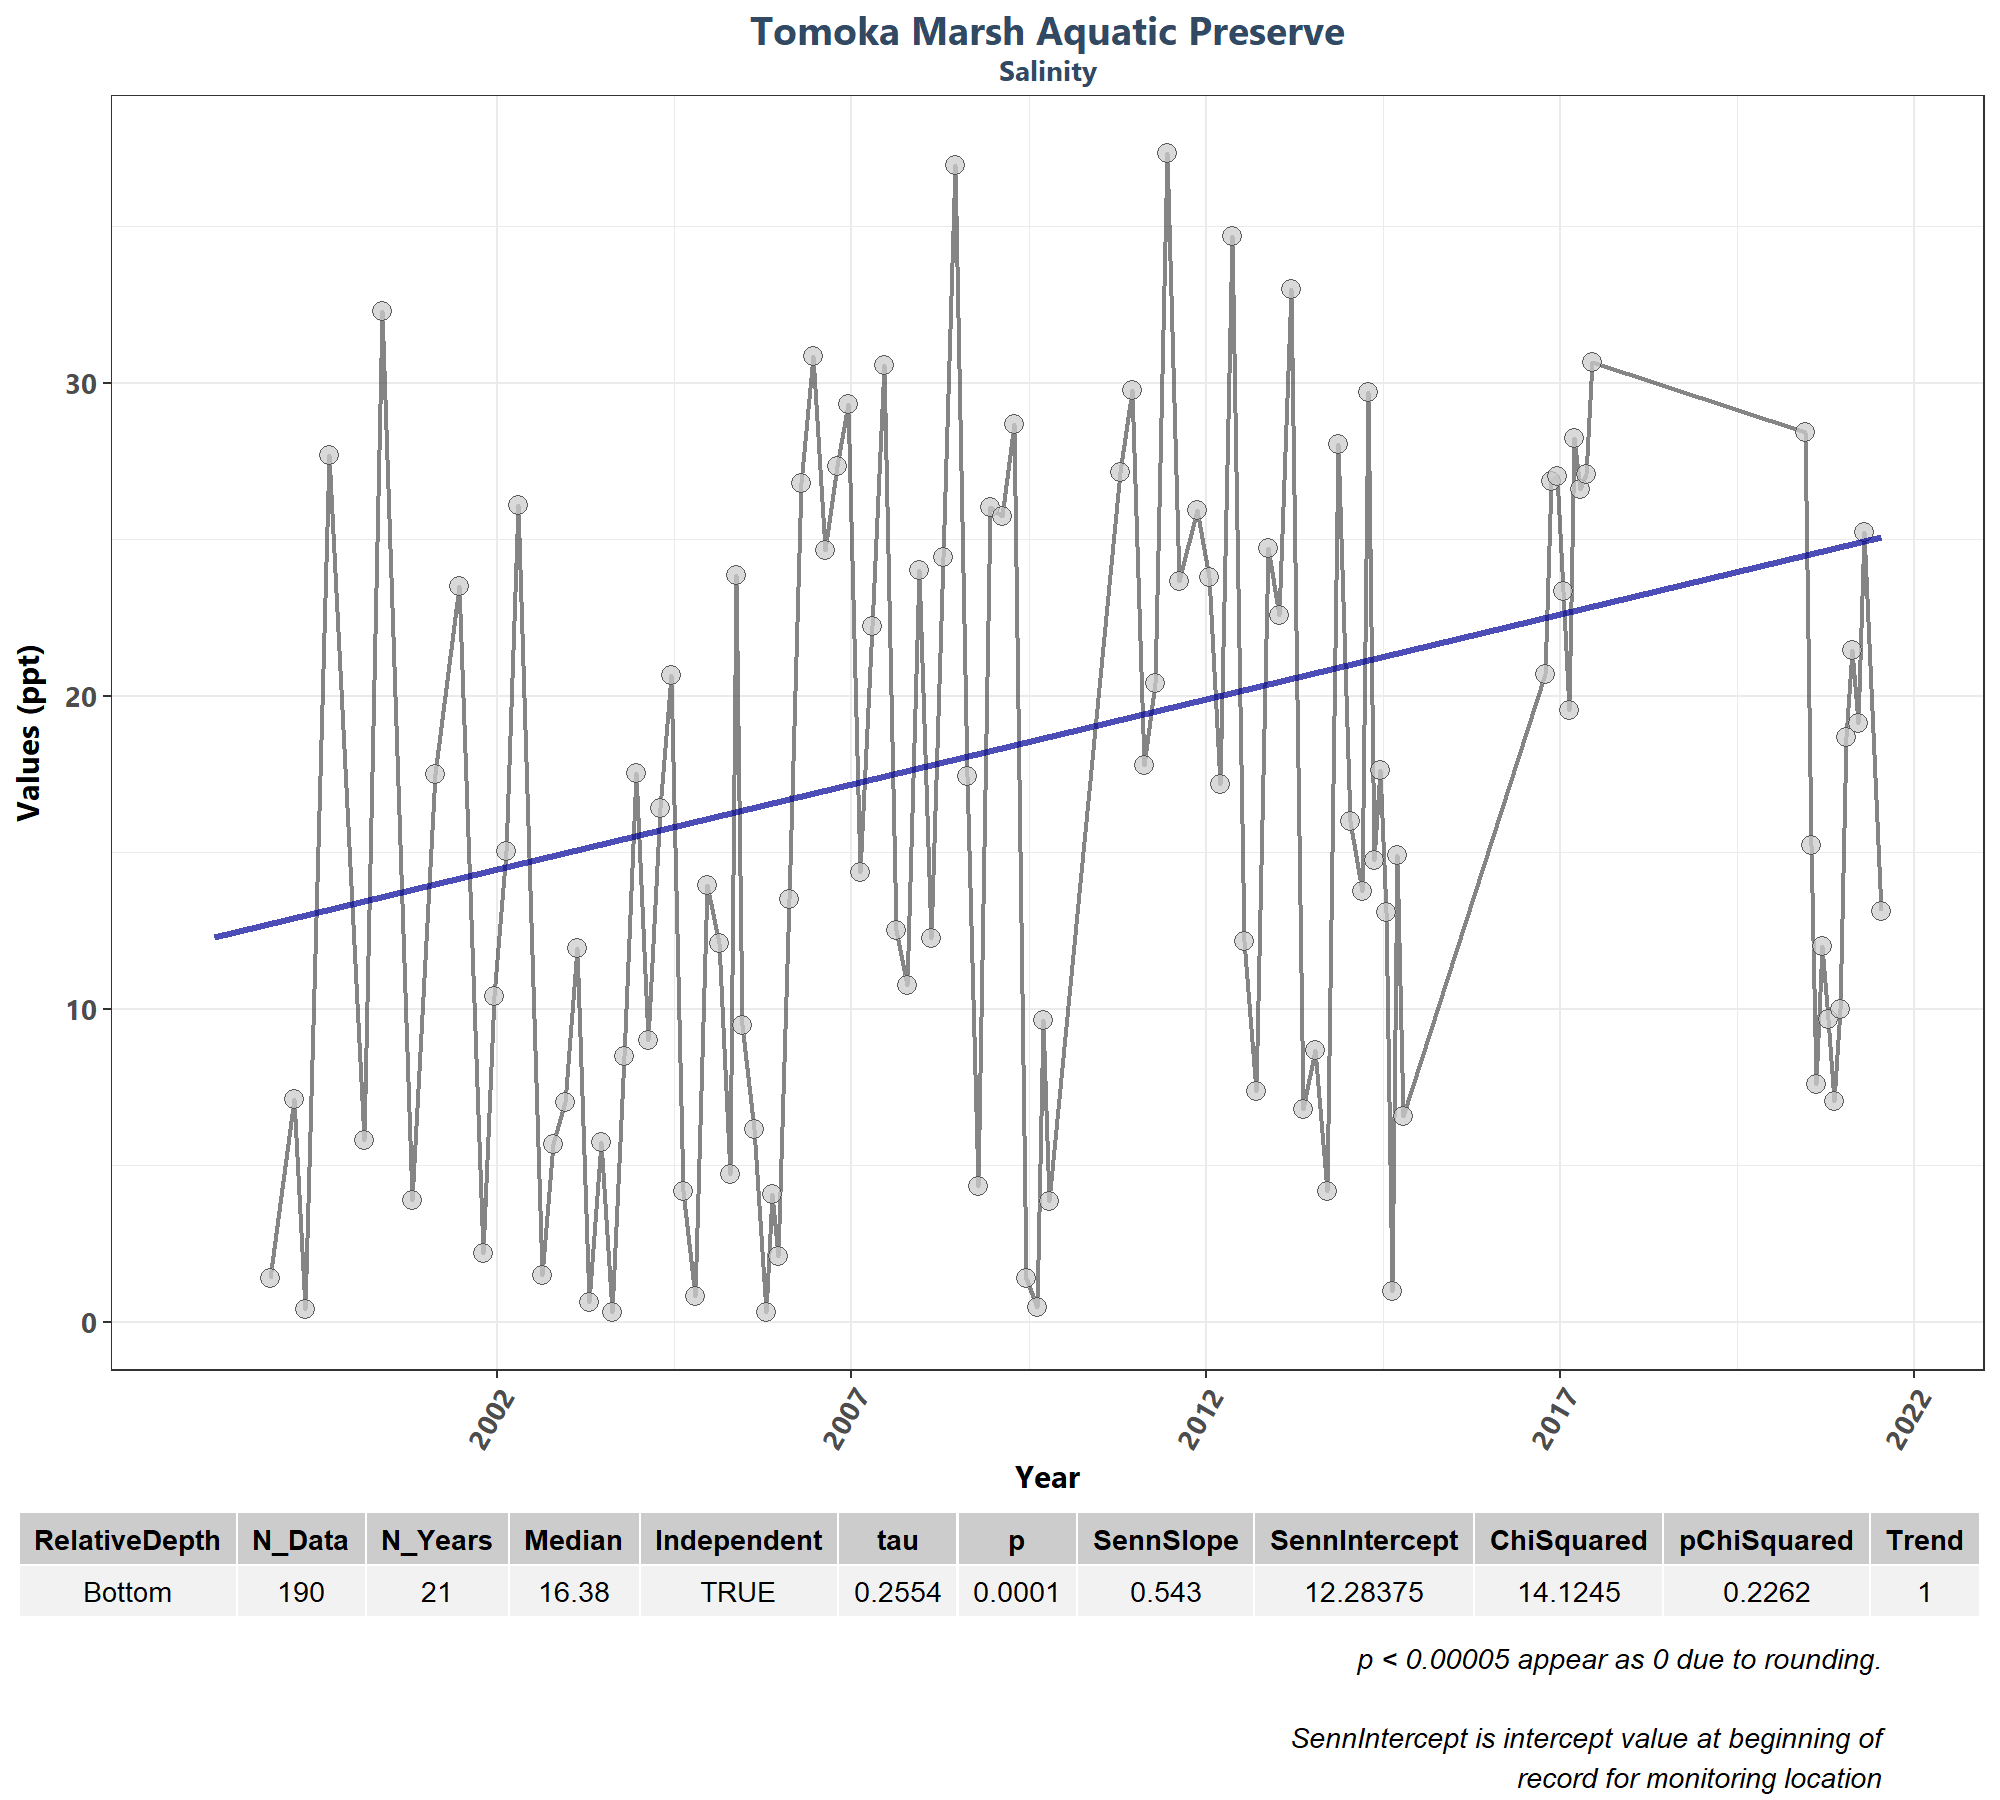 Tomoka Marsh Aquatic Preserve
Salinity
Values (ppt)
30
20
10
0
2002 2007 2012 2017 2022
Year
RelativeDepth N_Data N_Years Median Independent tau p SennSlope SennIntercept ChiSquared pChiSquared Trend
Bottom 190 21 16.38 TRUE 0.2554 0.0001 0.543 12.28375 14.1245 0.2262 1
p < 0.00005 appear as 0 due to rounding.
SennIntercept is intercept value at beginning of
record for monitoring location